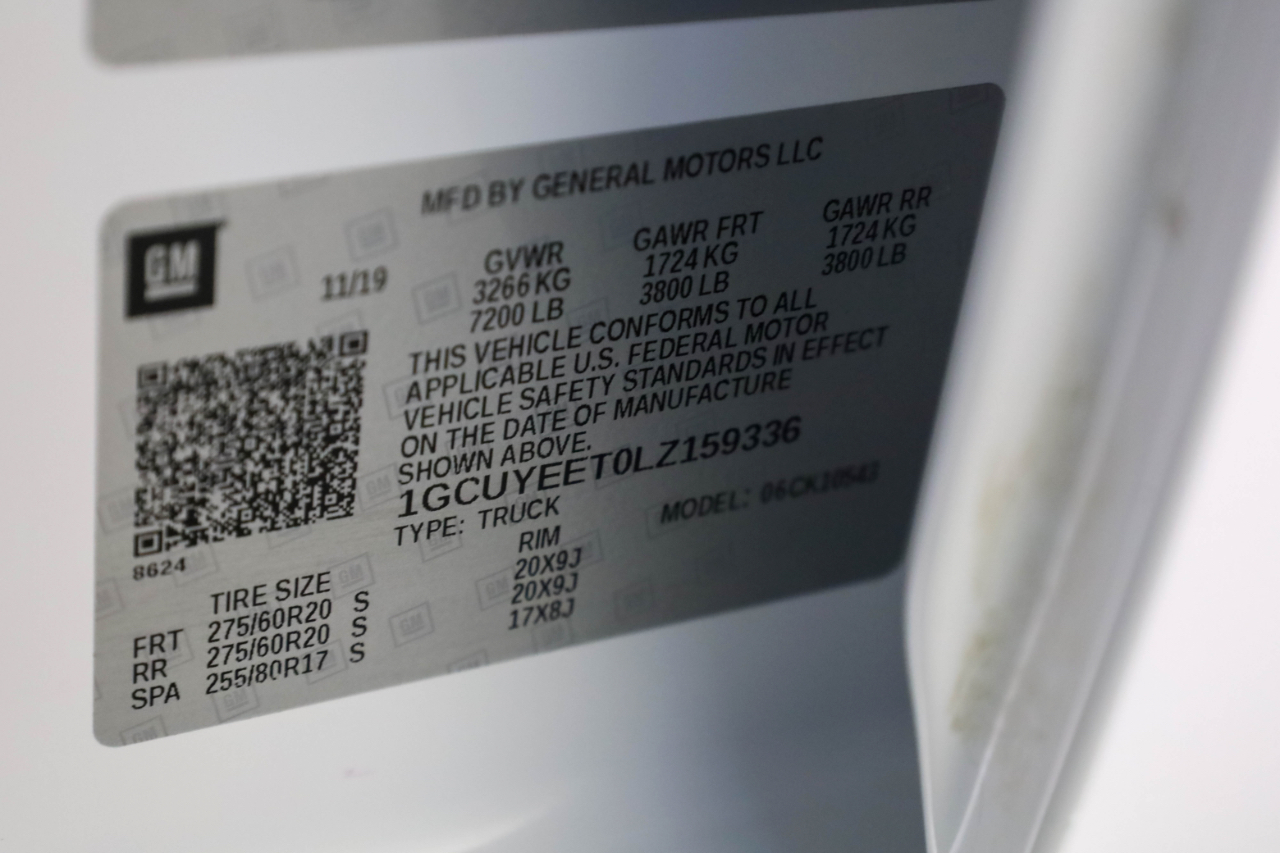 MFD BY GENERAL MOTORS LLC
GM
11/19
GVWR GAWR FRT GAWR RR
3266 KG 1724 KG 1724 KG
7200 LB 3800 LB 3800 LB
THIS VEHICLE CONFORMS TO ALL
APPLICABLE U.S. FEDERAL MOTOR
VEHICLE SAFETY STANDARDS IN EFFECT
ON THE DATE OF MANUFACTURE
SHOWN ABOVE.
1GCUYEET0LZ159336
TYPE: TRUCK MODEL: 06CK10543
8624
TIRE SIZE RIM
FRT 275/60R20 S 20X9J
RR 275/60R20 S 20X9J
SPA 255/80R17 S 17X8J